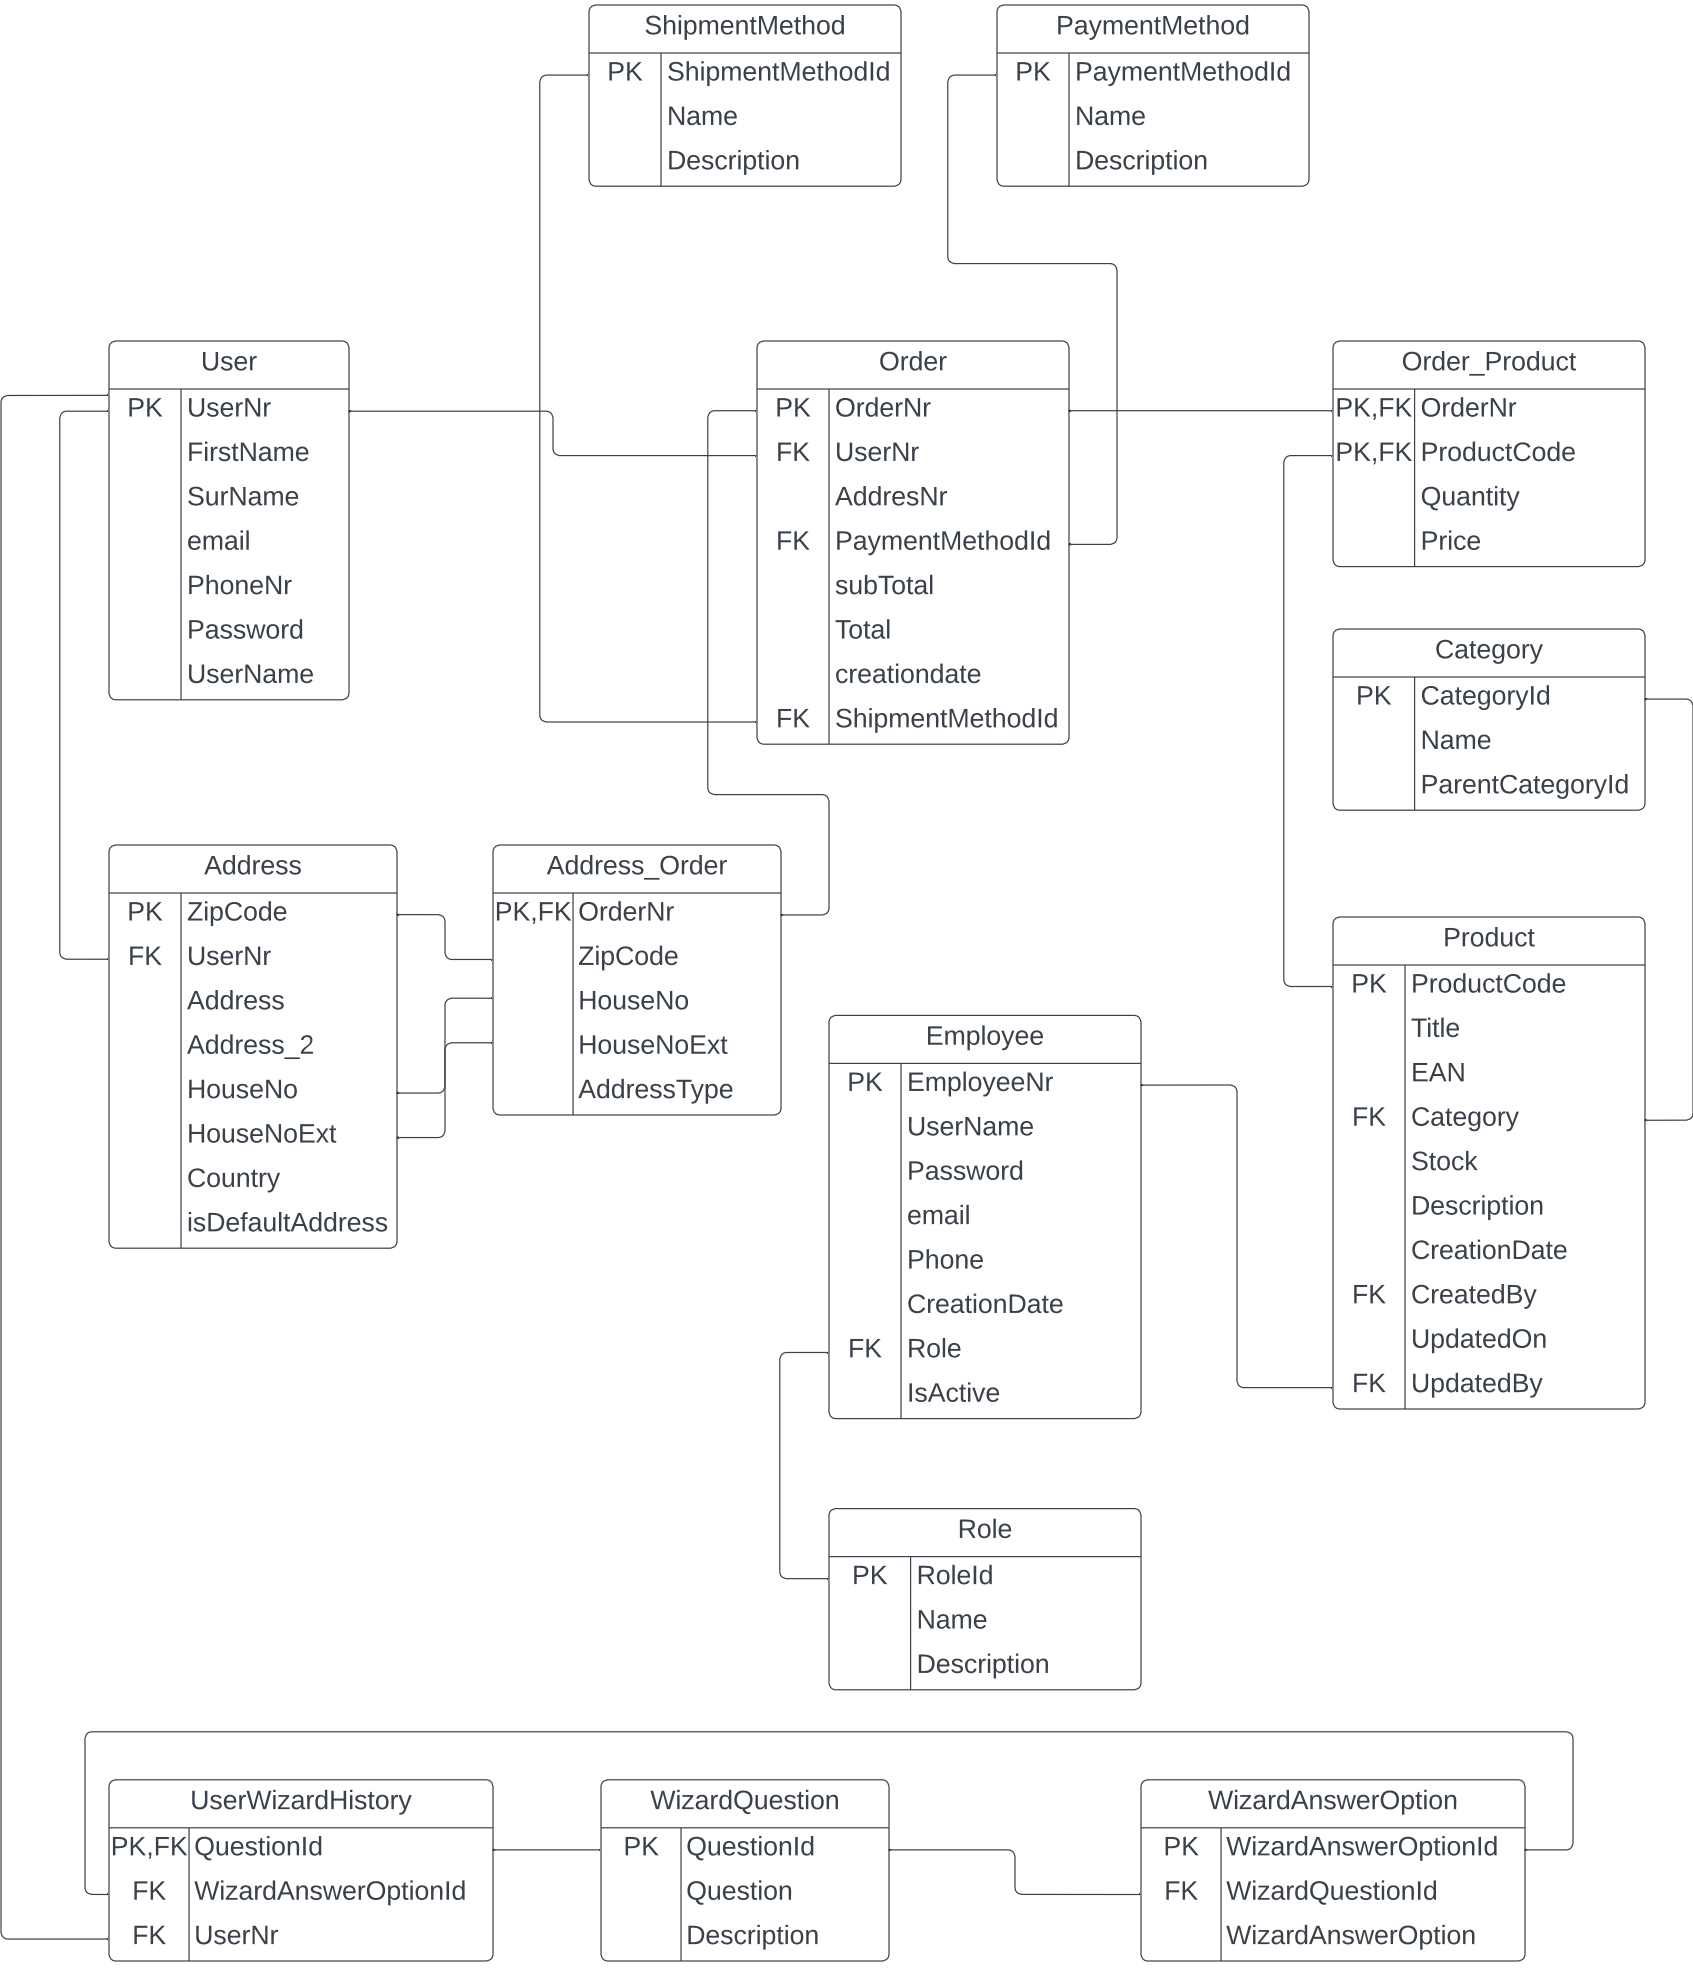 ShipmentMethod
PK ShipmentMethodId
Name
Description
PaymentMethod
PK PaymentMethodId
Name
Description
User
PK UserNr
FirstName
SurName
email
PhoneNr
Password
UserName
Order
PK OrderNr
FK UserNr
AddresNr
FK PaymentMethodId
subTotal
Total
creationdate
FK ShipmentMethodId
Order_Product
PK,FK OrderNr
PK,FK ProductCode
Quantity
Price
Category
PK CategoryId
Name
ParentCategoryId
Address
PK ZipCode
FK UserNr
Address
Address_2
HouseNo
HouseNoExt
Country
isDefaultAddress
Address_Order
PK,FK OrderNr
ZipCode
HouseNo
HouseNoExt
AddressType
Product
PK ProductCode
Title
EAN
FK Category
Stock
Description
CreationDate
FK CreatedBy
UpdatedOn
FK UpdatedBy
Employee
PK EmployeeNr
UserName
Password
email
Phone
CreationDate
FK Role
IsActive
Role
PK RoleId
Name
Description
UserWizardHistory
PK,FK QuestionId
FK WizardAnswerOptionId
FK UserNr
WizardQuestion
PK QuestionId
Question
Description
WizardAnswerOption
PK WizardAnswerOptionId
FK WizardQuestionId
WizardAnswerOption